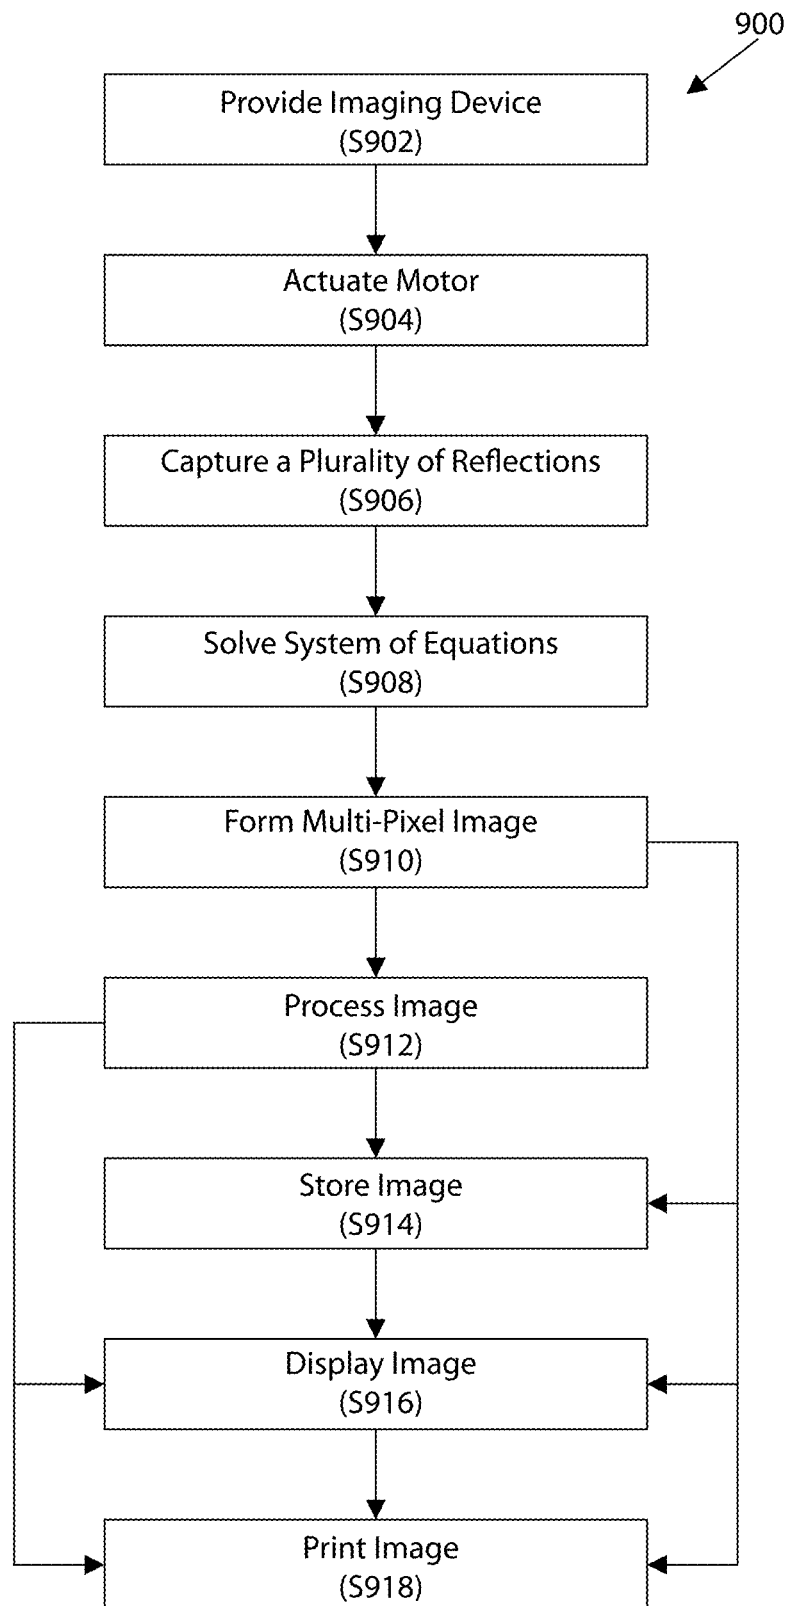 900
Provide Imaging Device
(S902)
Actuate Motor
(S904)
Capture a Plurality of Reflections
(S906)
Solve System of Equations
(S908)
Form Multi-Pixel Image
(S910)
Process Image
(S912)
Store Image
(S914)
Display Image
(S916)
Print Image
(S918)